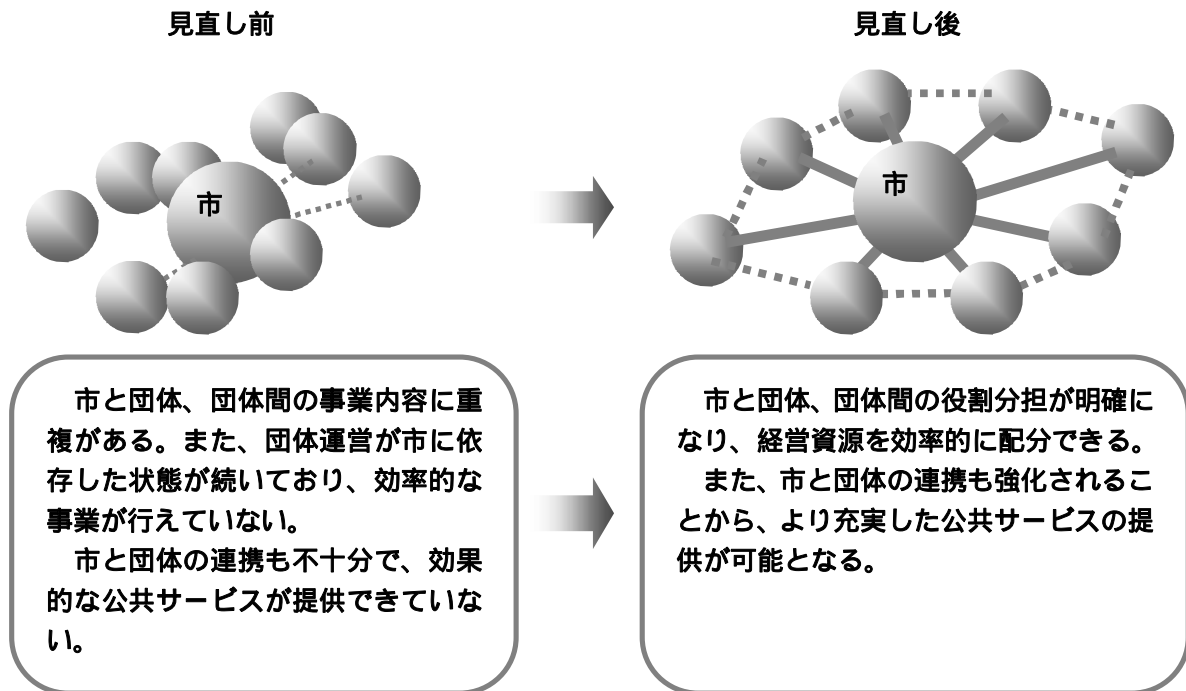 見直し前
見直し後
市
市
　市と団体、団体間の事業内容に重
複がある。また、団体運営が市に依
存した状態が続いており、効率的な
事業が行えていない。
　市と団体の連携も不十分で、効果
的な公共サービスが提供できていな
い。
　市と団体、団体間の役割分担が明確に
なり、経営資源を効率的に配分できる。
　また、市と団体の連携も強化されるこ
とから、より充実した公共サービスの提
供が可能となる。